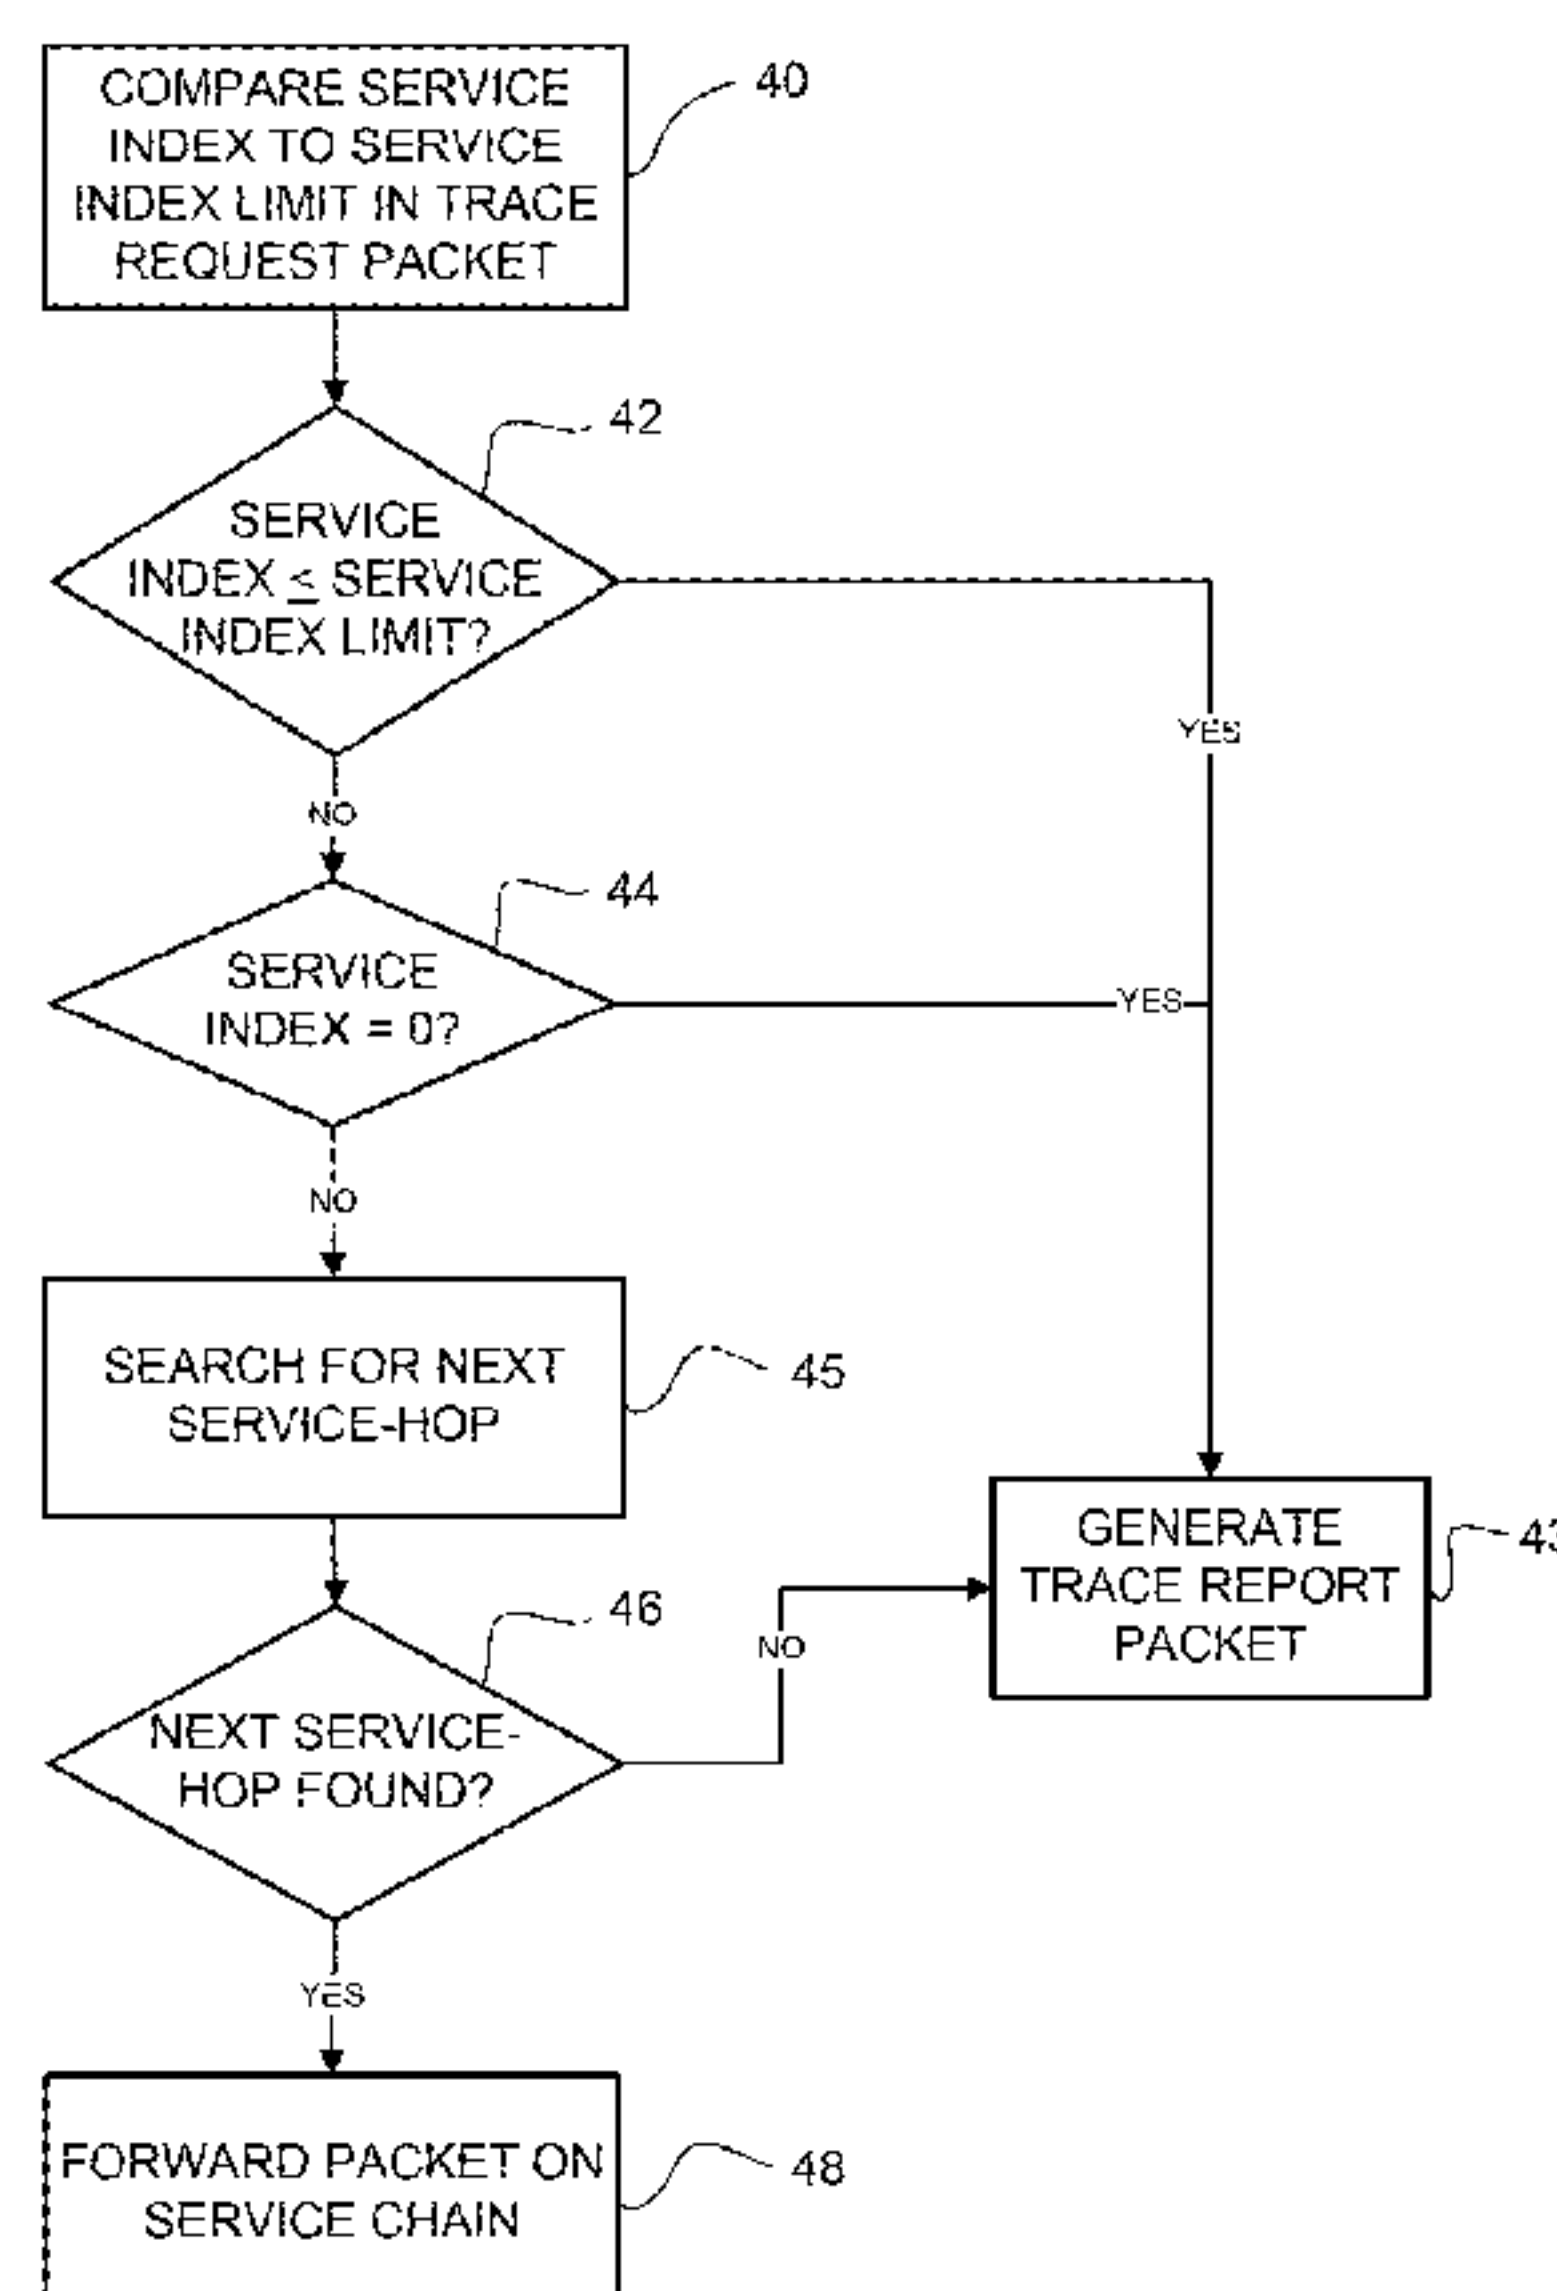 COMPARE SERVICE
INDEX TO SERVICE
INDEX LIMIT IN TRACE
REQUEST PACKET
40
42
SERVICE
INDEX ≤ SERVICE
INDEX LIMIT?
YES
NO
44
SERVICE
INDEX = 0?
YES
NO
SEARCH FOR NEXT
SERVICE-HOP
45
GENERATE
TRACE REPORT
PACKET
43
46
NO
NEXT SERVICE-
HOP FOUND?
YES
FORWARD PACKET ON
SERVICE CHAIN
48